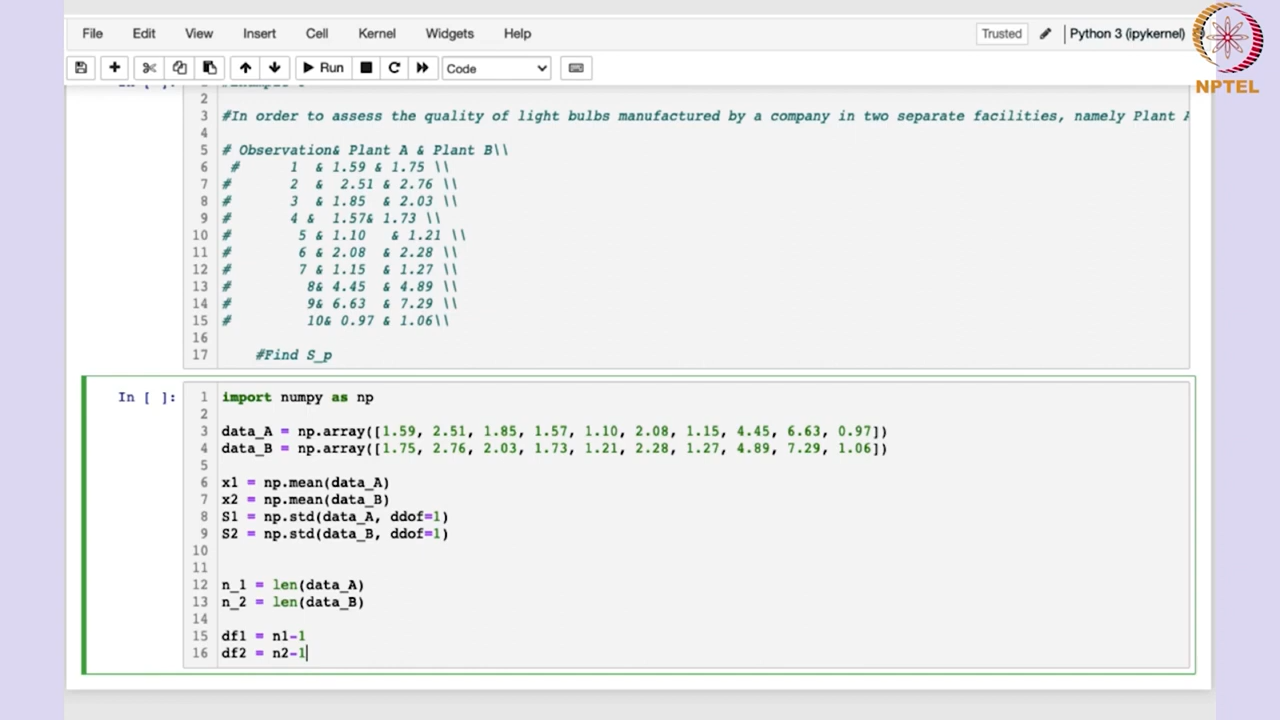 File Edit View Insert Cell Kernel Widgets Help Trusted Python 3 (ipykernel)
NPTEL
Run Code
2
3 #In order to assess the quality of light bulbs manufactured by a company in two separate facilities, namely Plant
4
5 # Observation& Plant A & Plant B\\
6 # 1 & 1.59 & 1.75 \\
7 # 2 & 2.51 & 2.76 \\
8 # 3 & 1.85 & 2.03 \\
9 # 4 & 1.57& 1.73 \\
10 # 5 & 1.10 & 1.21 \\
11 # 6 & 2.08 & 2.28 \\
12 # 7 & 1.15 & 1.27 \\
13 # 8& 4.45 & 4.89 \\
14 # 9& 6.63 & 7.29 \\
15 # 10& 0.97 & 1.06\\
16
17 #Find S_p
In [ ]: 1 import numpy as np
2
3 data_A = np.array([1.59, 2.51, 1.85, 1.57, 1.10, 2.08, 1.15, 4.45, 6.63, 0.97])
4 data_B = np.array([1.75, 2.76, 2.03, 1.73, 1.21, 2.28, 1.27, 4.89, 7.29, 1.06])
5
6 x1 = np.mean(data_A)
7 x2 = np.mean(data_B)
8 S1 = np.std(data_A, ddof=1)
9 S2 = np.std(data_B, ddof=1)
10
11
12 n_1 = len(data_A)
13 n_2 = len(data_B)
14
15 df1 = n1-1
16 df2 = n2-1